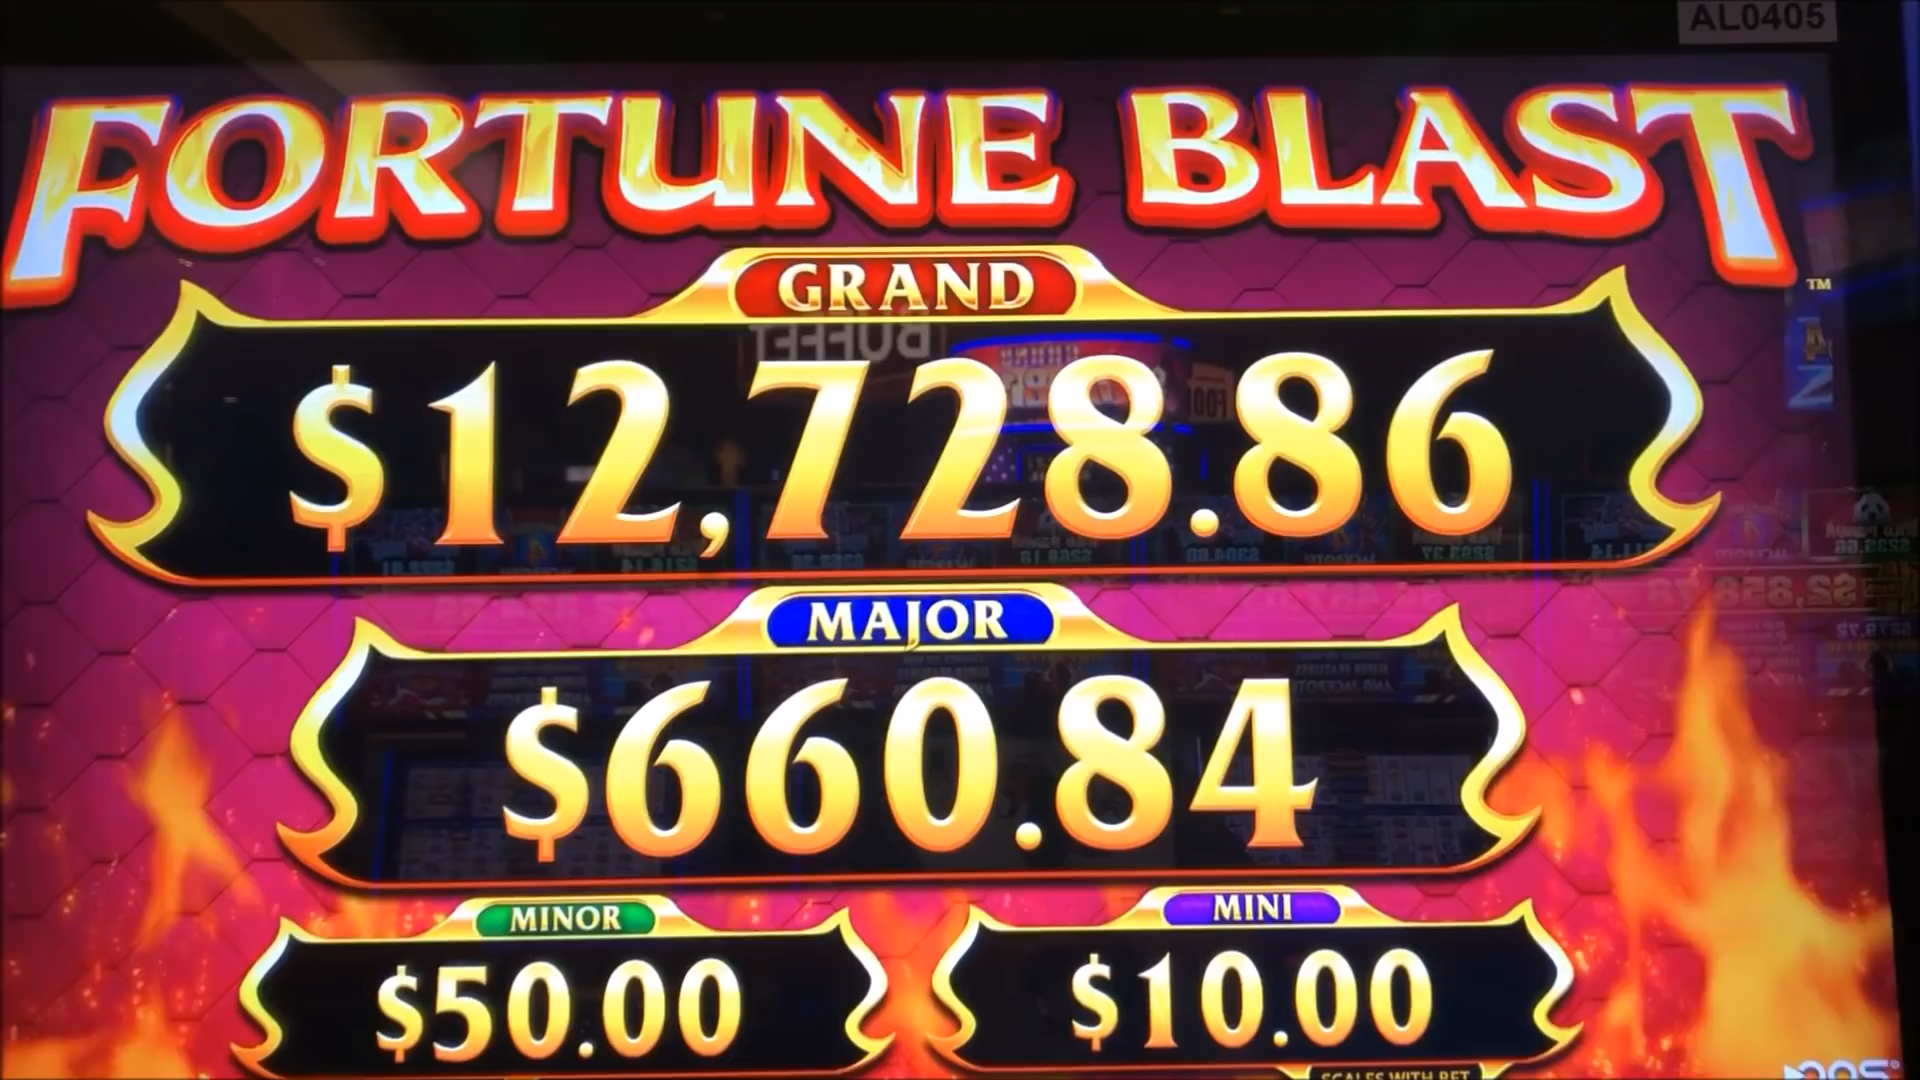 AL0405
FORTUNE BLAST
™
GRAND
$12,728.86
MAJOR
$660.84
MINOR
MINI
$50.00
$10.00
SCALES WITH BET